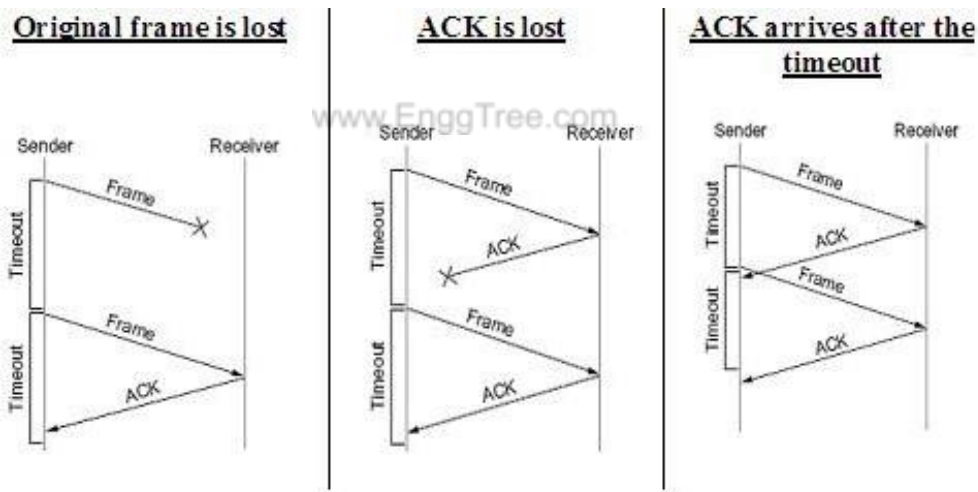 Original frame is lost
Sender
Receiver
Frame
Timeout
Frame
Timeout
ACK
ACK is lost
www.EnggTree.com
Sender
Receiver
Frame
Timeout
ACK
Frame
Timeout
ACK
ACK arrives after the
timeout
Sender
Receiver
Frame
Timeout
ACK
Frame
Timeout
ACK